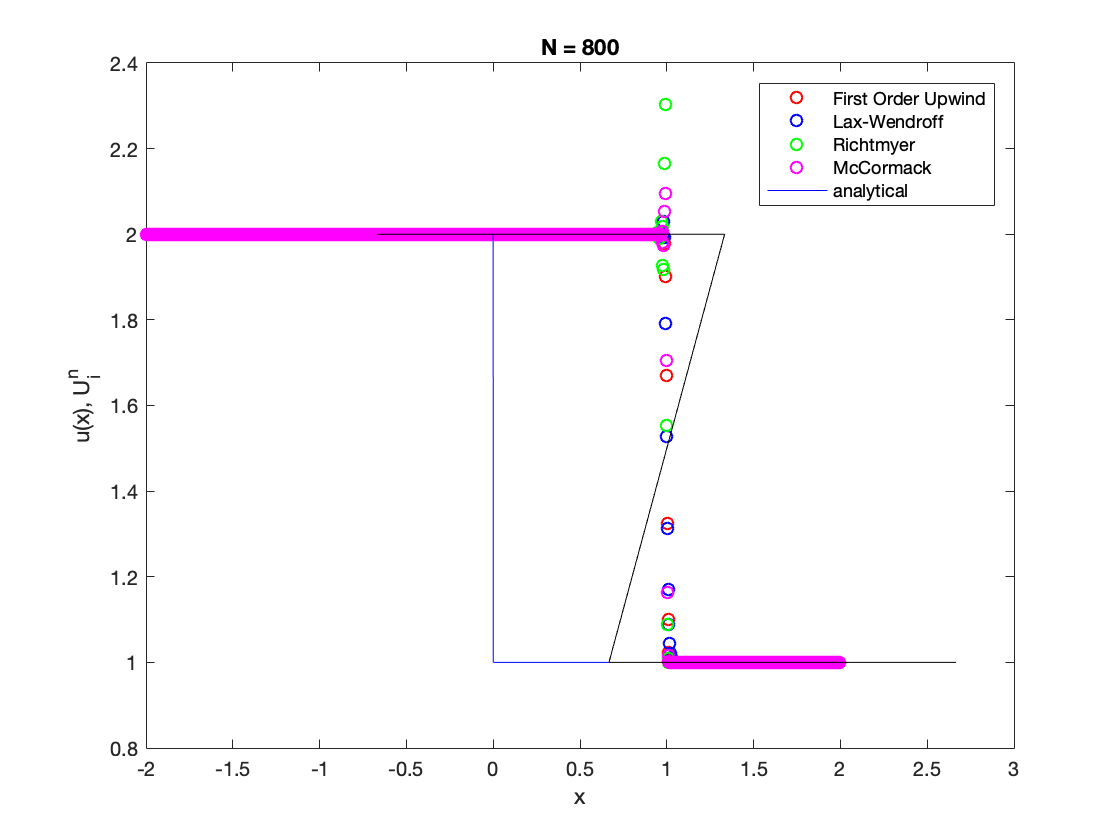 N = 800
2.4
2.2
2
1.8
1.6
1.4
1.2
1
0.8
u(x), U_i^n
First Order Upwind
Lax-Wendroff
Richtmyer
McCormack
analytical
-2 -1.5 -1 -0.5 0 0.5 1 1.5 2 2.5 3
x